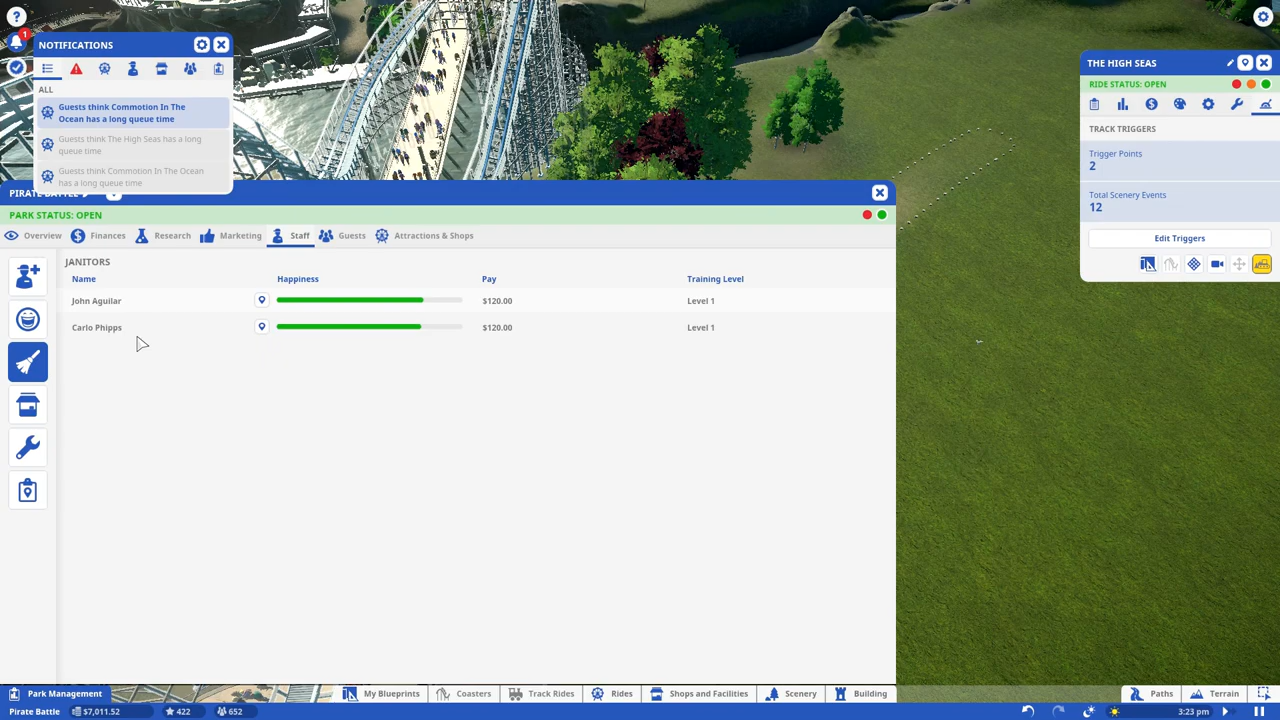 ?
1
NOTIFICATIONS
ALL
Guests think Commotion In The
Ocean has a long queue time
Guests think The High Seas has a long
queue time
Guests think Commotion In The Ocean
has a long queue time
THE HIGH SEAS
RIDE STATUS: OPEN
TRACK TRIGGERS
Trigger Points
2
Total Scenery Events
12
Edit Triggers
PIRATE BATTLE
PARK STATUS: OPEN
Overview Finances Research Marketing Staff Guests Attractions & Shops
JANITORS
Name Happiness Pay Training Level
John Aguilar $120.00 Level 1
Carlo Phipps $120.00 Level 1
Park Management My Blueprints Coasters Track Rides Rides Shops and Facilities Scenery Building Paths Terrain
Pirate Battle $7,011.52 422 652 3:23 pm